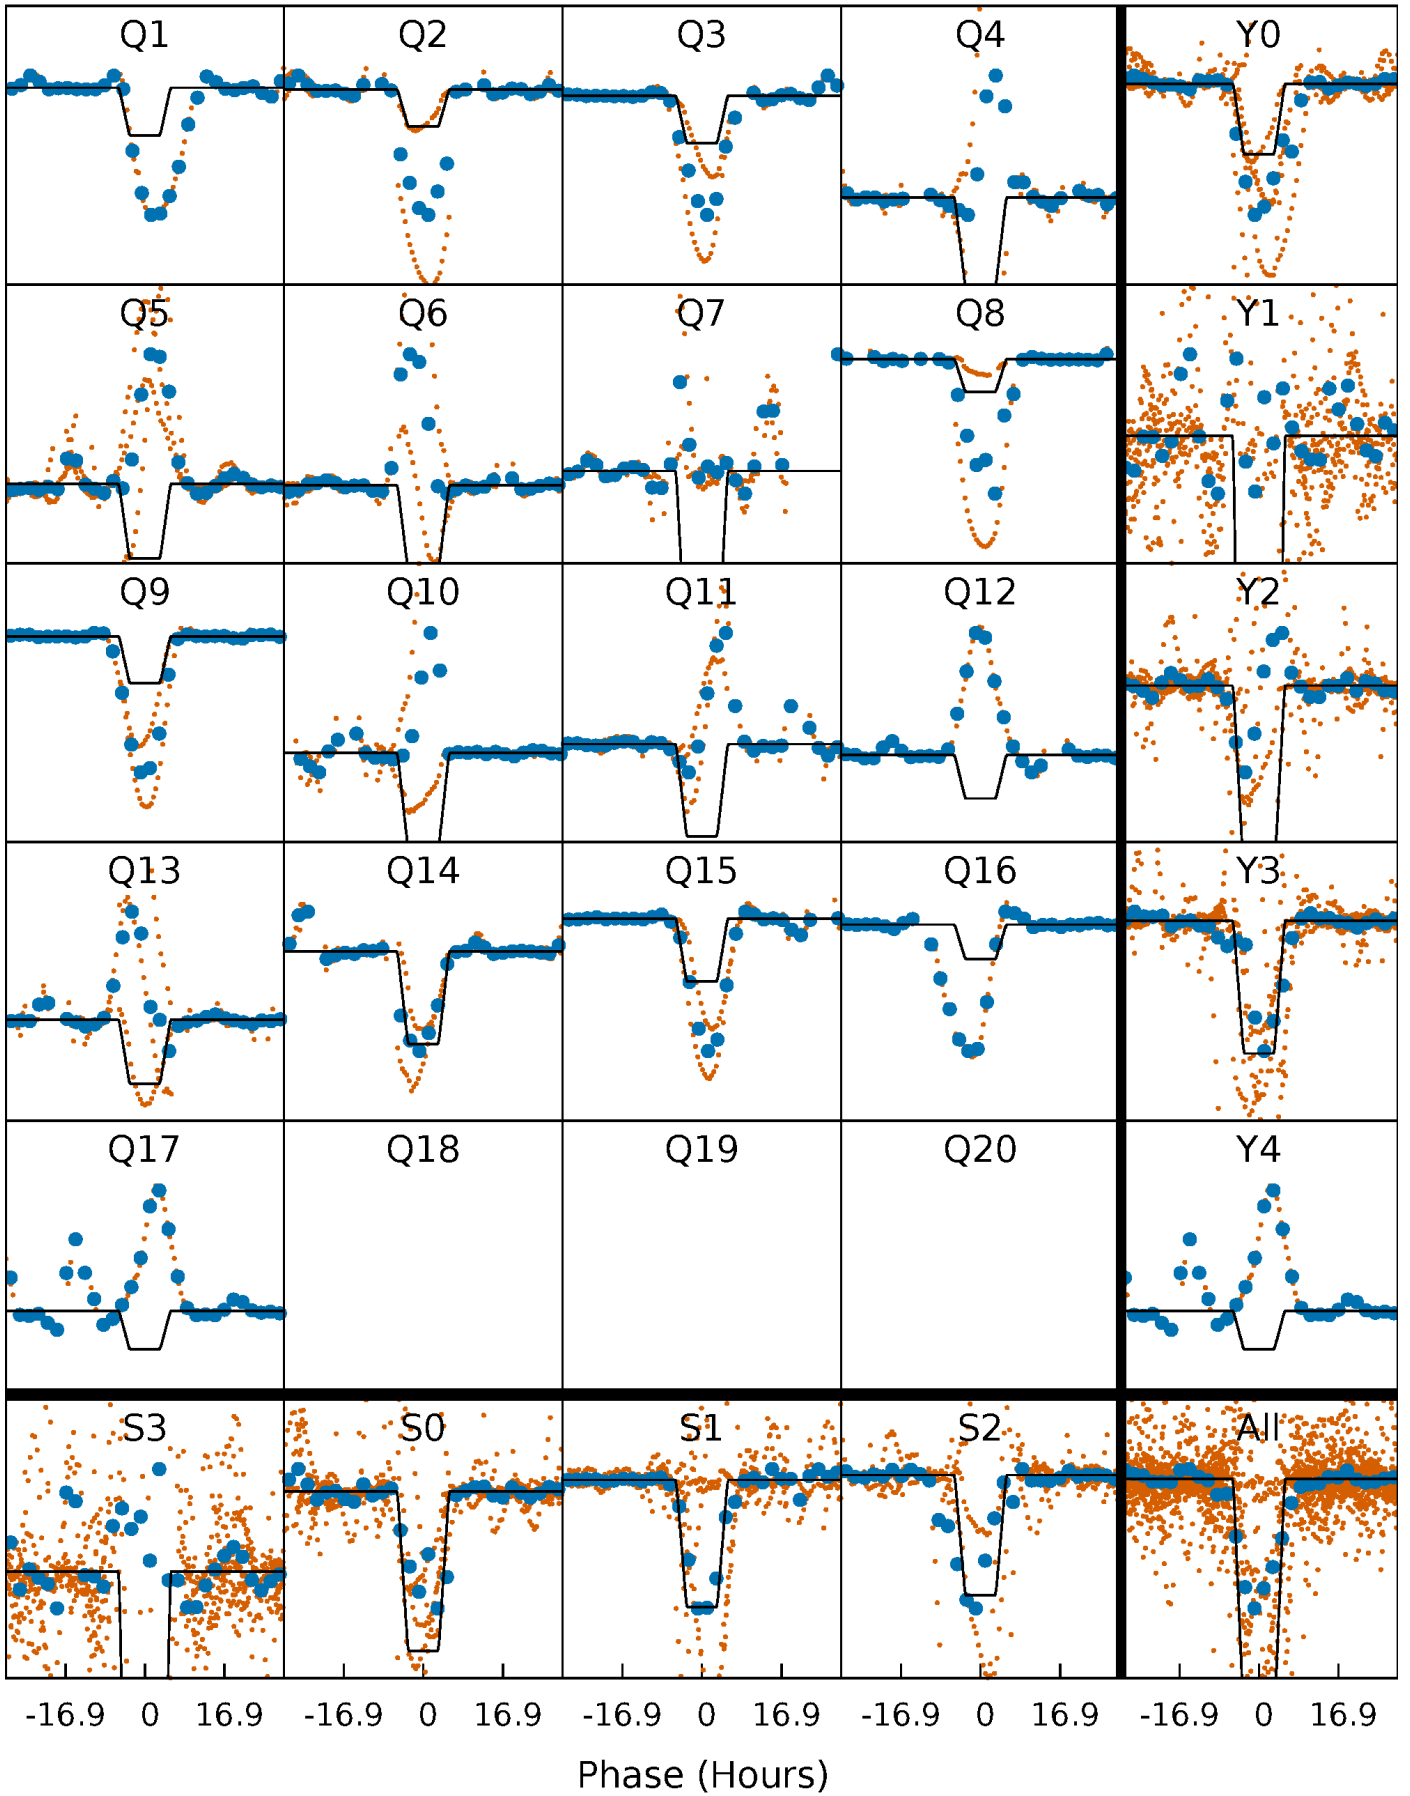 Q1 Q2 Q3 Q4 Y0
Q5 Q6 Q7 Q8 Y1
Q9 Q10 Q11 Q12 Y2
Q13 Q14 Q15 Q16 Y3
Q17 Q18 Q19 Q20 Y4
S3 S0 S1 S2 All
-16.9 0 16.9 -16.9 0 16.9 -16.9 0 16.9 -16.9 0 16.9 -16.9 0 16.9
Phase (Hours)